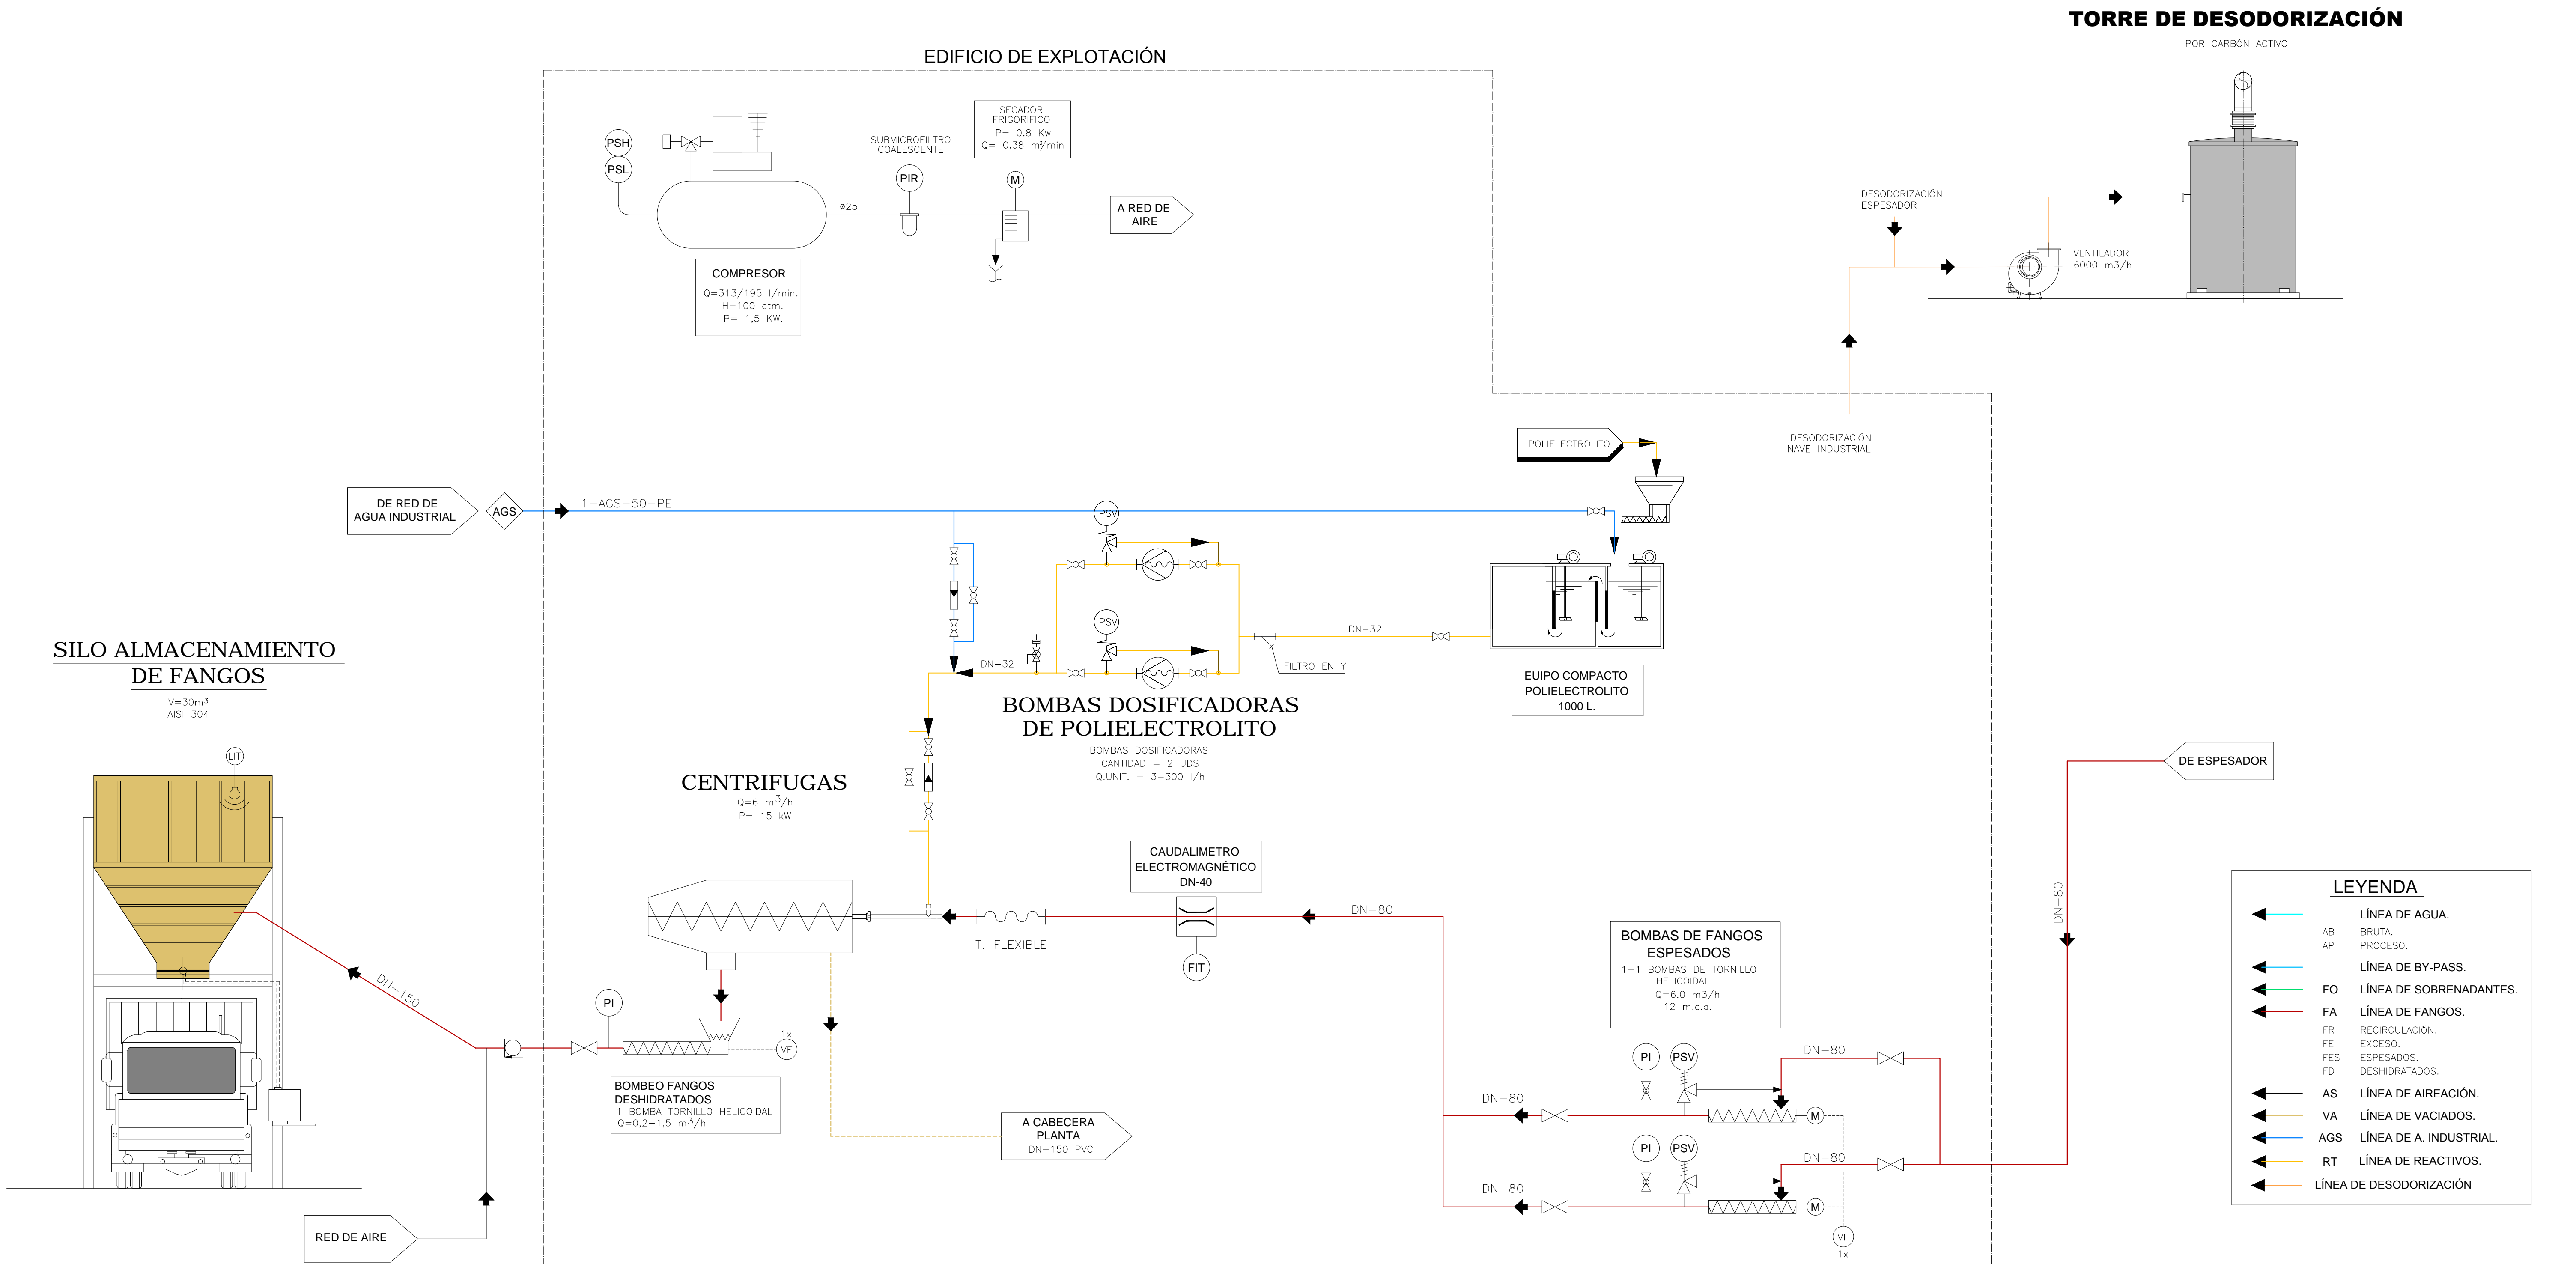 TORRE DE DESODORIZACIÓN
POR CARBÓN ACTIVO
EDIFICIO DE EXPLOTACIÓN
SECADOR
FRIGORIFICO
P= 0.8 Kw
Q= 0.38 m³/min
SUBMICROFILTRO
COALESCENTE
PSH
PSL
PIR
M
ø25
A RED DE
AIRE
COMPRESOR
Q=313/195 l/min.
H=100 atm.
P= 1,5 KW.
DESODORIZACIÓN
ESPESADOR
VENTILADOR
6000 m3/h
DESODORIZACIÓN
NAVE INDUSTRIAL
POLIELECTROLITO
DE RED DE
AGUA INDUSTRIAL
AGS
1-AGS-50-PE
PSV
PSV
DN-32
DN-32
FILTRO EN Y
EUIPO COMPACTO
POLIELECTROLITO
1000 L.
SILO ALMACENAMIENTO
DE FANGOS
V=30m³
AISI 304
LIT
BOMBAS DOSIFICADORAS
DE POLIELECTROLITO
BOMBAS DOSIFICADORAS
CANTIDAD = 2 UDS
Q.UNIT. = 3-300 l/h
CENTRIFUGAS
Q=6 m³/h
P= 15 kW
DE ESPESADOR
DN-80
CAUDALIMETRO
ELECTROMAGNÉTICO
DN-40
FIT
T. FLEXIBLE
DN-80
DN-150
PI
1x
VF
BOMBEO FANGOS
DESHIDRATADOS
1 BOMBA TORNILLO HELICOIDAL
Q=0,2-1,5 m³/h
A CABECERA
PLANTA
DN-150 PVC
RED DE AIRE
BOMBAS DE FANGOS
ESPESADOS
1+1 BOMBAS DE TORNILLO
HELICOIDAL
Q=6.0 m3/h
12 m.c.a.
PI
PSV
DN-80
DN-80
M
PI
PSV
DN-80
DN-80
M
VF
1x
LEYENDA
LÍNEA DE AGUA.
AB BRUTA.
AP PROCESO.
LÍNEA DE BY-PASS.
FO LÍNEA DE SOBRENADANTES.
FA LÍNEA DE FANGOS.
FR RECIRCULACIÓN.
FE EXCESO.
FES ESPESADOS.
FD DESHIDRATADOS.
AS LÍNEA DE AIREACIÓN.
VA LÍNEA DE VACIADOS.
AGS LÍNEA DE A. INDUSTRIAL.
RT LÍNEA DE REACTIVOS.
LÍNEA DE DESODORIZACIÓN